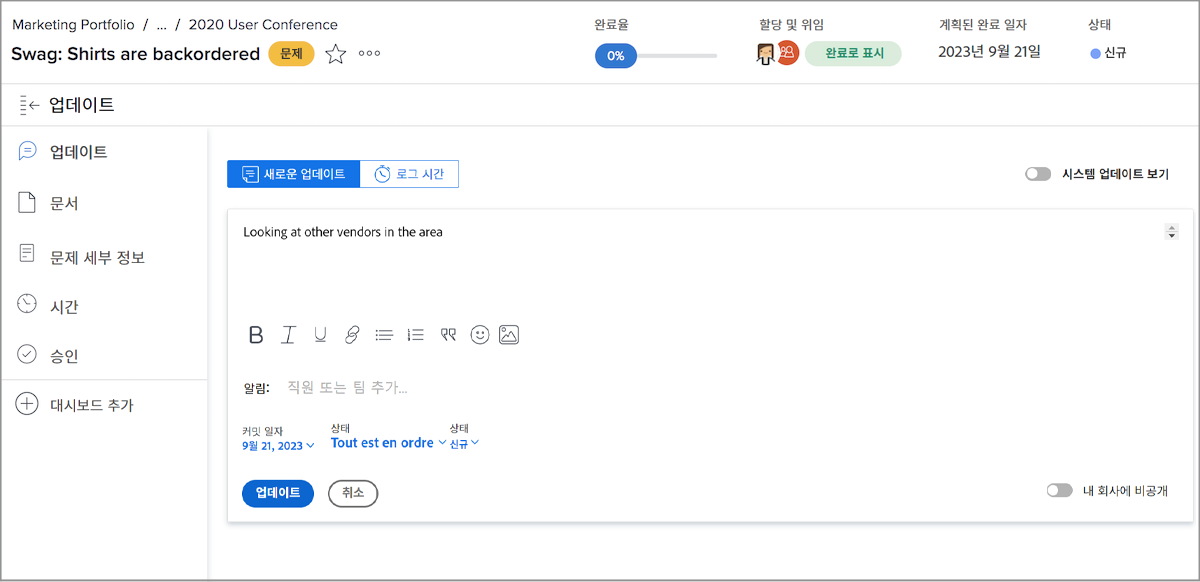 Marketing Portfolio / ... / 2020 User Conference
Swag: Shirts are backordered 문제
완료율
0%
할당 및 위임
완료로 표시
계획된 완료 일자
2023년 9월 21일
상태
신규
업데이트
업데이트
문서
문제 세부 정보
시간
승인
대시보드 추가
새로운 업데이트 로그 시간
시스템 업데이트 보기
Looking at other vendors in the area
알림: 직원 또는 팀 추가...
커밋 일자
9월 21, 2023
상태
Tout est en ordre
상태
신규
업데이트 취소
내 회사에 비공개